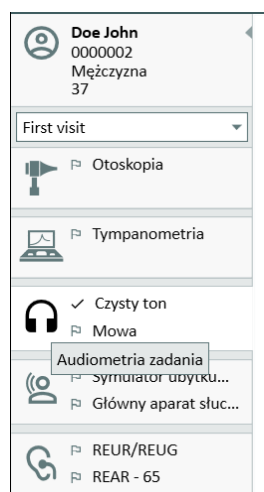 Doe John
0000002
Mężczyzna
37
First visit
Otoskopia
Tympanometria
Czysty ton
Mowa
Audiometria zadania
Symulator ubytku...
Główny aparat słuc...
REUR/REUG
REAR - 65